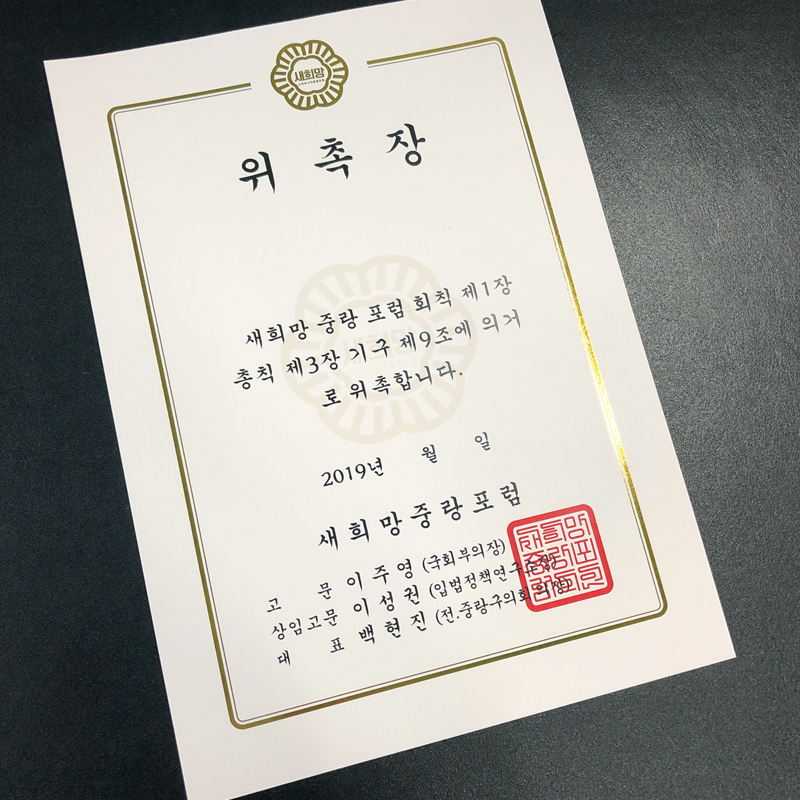 새희망
위 촉 장
새희망 중랑 포럼 회칙 제1장
총칙 제3장 기구 제9조에 의거
로 위촉합니다.
2019년 월 일
새희망중랑포럼
고 문 이주영 (국회부의장)
상임고문 이성권 (입법정책연구소장)
대 표 백현진 (전.중랑구의회 의장)